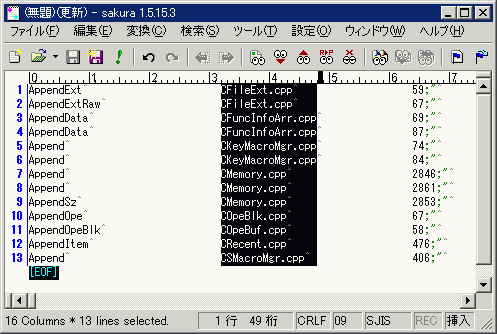 (無題)(更新) - sakura 1.5.15.3
ファイル(F) 編集(E) 変換(C) 検索(S) ツール(T) 設定(O) ウィンドウ(W) ヘルプ(H)
0 1 2 3 4 5 6 7
1 AppendExt^ CFileExt.cpp^ 59;"^
2 AppendExtRaw^ CFileExt.cpp^ 67;"^
3 AppendData^ CFuncInfoArr.cpp^ 69;"^
4 AppendData^ CFuncInfoArr.cpp^ 87;"^
5 Append^ CKeyMacroMgr.cpp^ 74;"^
6 Append^ CKeyMacroMgr.cpp^ 84;"^
7 Append^ CMemory.cpp^ 2846;"^
8 Append^ CMemory.cpp^ 2861;"^
9 AppendSz^ CMemory.cpp^ 2853;"^
10 AppendOpe^ COpeBlk.cpp^ 67;"^
11 AppendOpeBlk^ COpeBuf.cpp^ 58;"^
12 AppendItem^ CRecent.cpp^ 476;"^
13 Append^ CSMacroMgr.cpp^ 406;"^
[EOF]
16 Columns * 13 lines selected. 1 行 49 桁 CRLF 09 SJIS REC 挿入